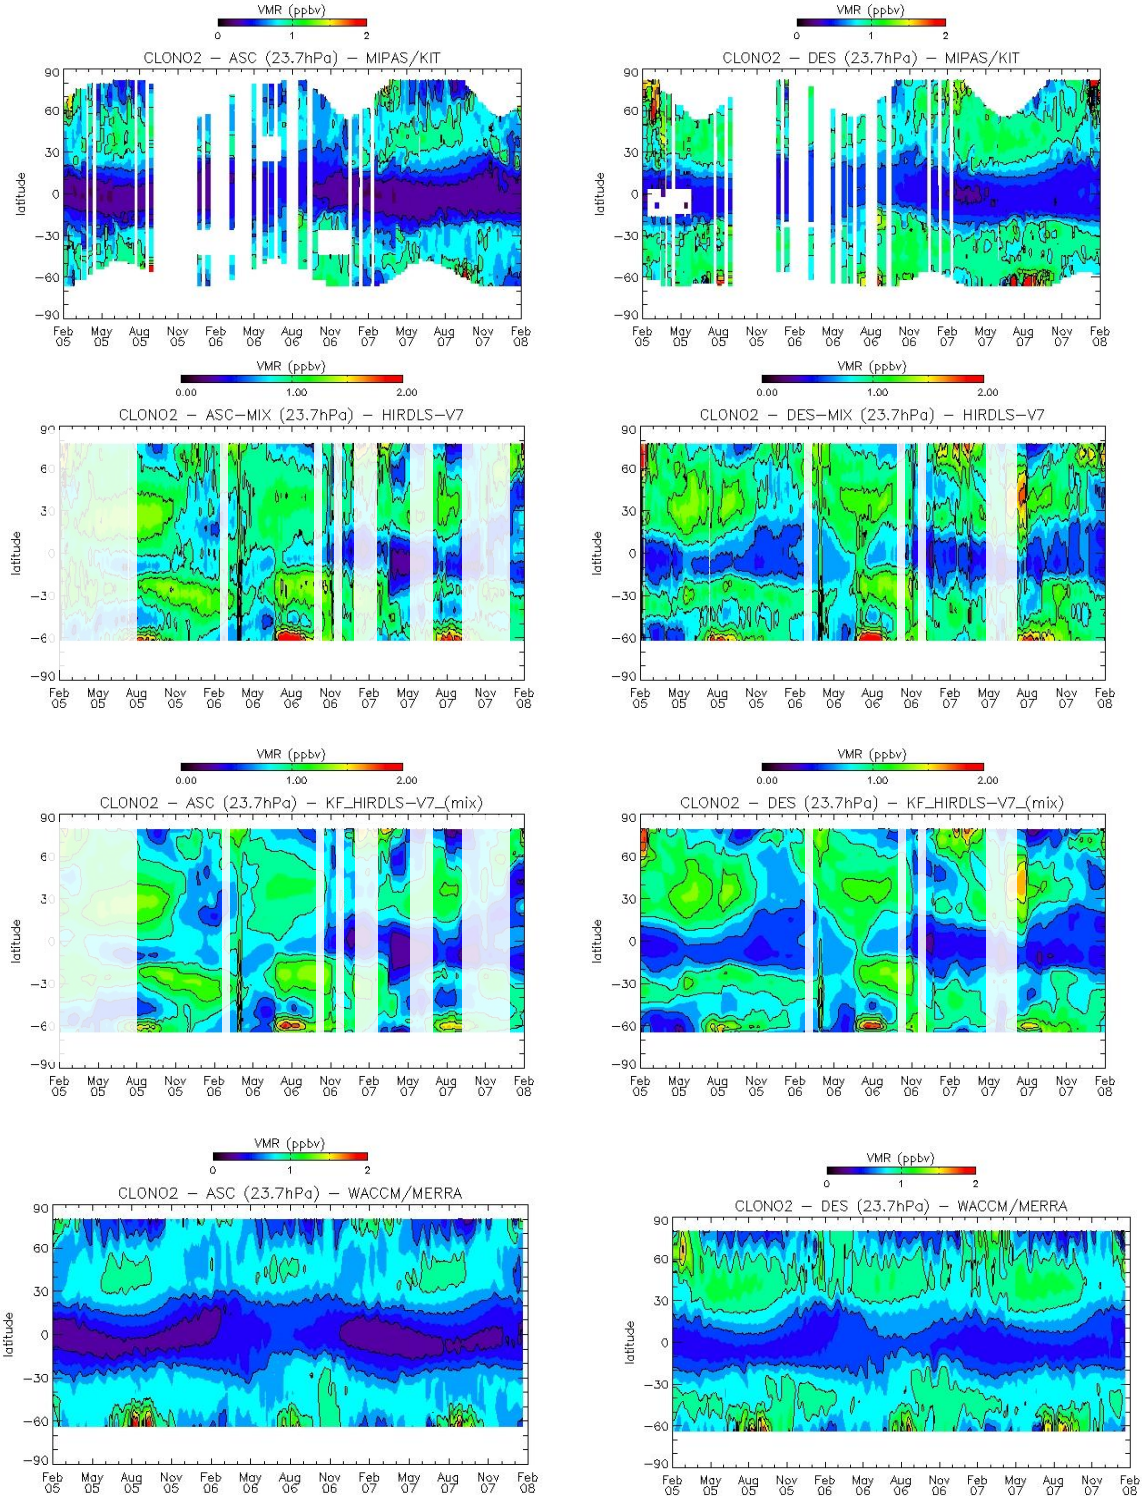 VMR (ppbv)
0 1 2
CLONO2 – ASC (23.7hPa) – MIPAS/KIT
latitude
90
60
30
0
−30
−60
−90
Feb 05 May 05 Aug 05 Nov 05 Feb 06 May 06 Aug 06 Nov 06 Feb 07 May 07 Aug 07 Nov 07 Feb 08
VMR (ppbv)
0 1 2
CLONO2 – DES (23.7hPa) – MIPAS/KIT
latitude
90
60
30
0
−30
−60
−90
Feb 05 May 05 Aug 05 Nov 05 Feb 06 May 06 Aug 06 Nov 06 Feb 07 May 07 Aug 07 Nov 07 Feb 08
VMR (ppbv)
0.00 1.00 2.00
CLONO2 – ASC–MIX (23.7hPa) – HIRDLS–V7
latitude
90
60
30
0
−30
−60
−90
Feb 05 May 05 Aug 05 Nov 05 Feb 06 May 06 Aug 06 Nov 06 Feb 07 May 07 Aug 07 Nov 07 Feb 08
VMR (ppbv)
0.00 1.00 2.00
CLONO2 – DES–MIX (23.7hPa) – HIRDLS–V7
latitude
90
60
30
0
−30
−60
−90
Feb 05 May 05 Aug 05 Nov 05 Feb 06 May 06 Aug 06 Nov 06 Feb 07 May 07 Aug 07 Nov 07 Feb 08
VMR (ppbv)
0.00 1.00 2.00
CLONO2 – ASC (23.7hPa) – KF_HIRDLS–V7_(mix)
latitude
90
60
30
0
−30
−60
−90
Feb 05 May 05 Aug 05 Nov 05 Feb 06 May 06 Aug 06 Nov 06 Feb 07 May 07 Aug 07 Nov 07 Feb 08
VMR (ppbv)
0.00 1.00 2.00
CLONO2 – DES (23.7hPa) – KF_HIRDLS–V7_(mix)
latitude
90
60
30
0
−30
−60
−90
Feb 05 May 05 Aug 05 Nov 05 Feb 06 May 06 Aug 06 Nov 06 Feb 07 May 07 Aug 07 Nov 07 Feb 08
VMR (ppbv)
0 1 2
CLONO2 – ASC (23.7hPa) – WACCM/MERRA
latitude
90
60
30
0
−30
−60
−90
Feb 05 May 05 Aug 05 Nov 05 Feb 06 May 06 Aug 06 Nov 06 Feb 07 May 07 Aug 07 Nov 07 Feb 08
VMR (ppbv)
0 1 2
CLONO2 – DES (23.7hPa) – WACCM/MERRA
latitude
90
60
30
0
−30
−60
−90
Feb 05 May 05 Aug 05 Nov 05 Feb 06 May 06 Aug 06 Nov 06 Feb 07 May 07 Aug 07 Nov 07 Feb 08